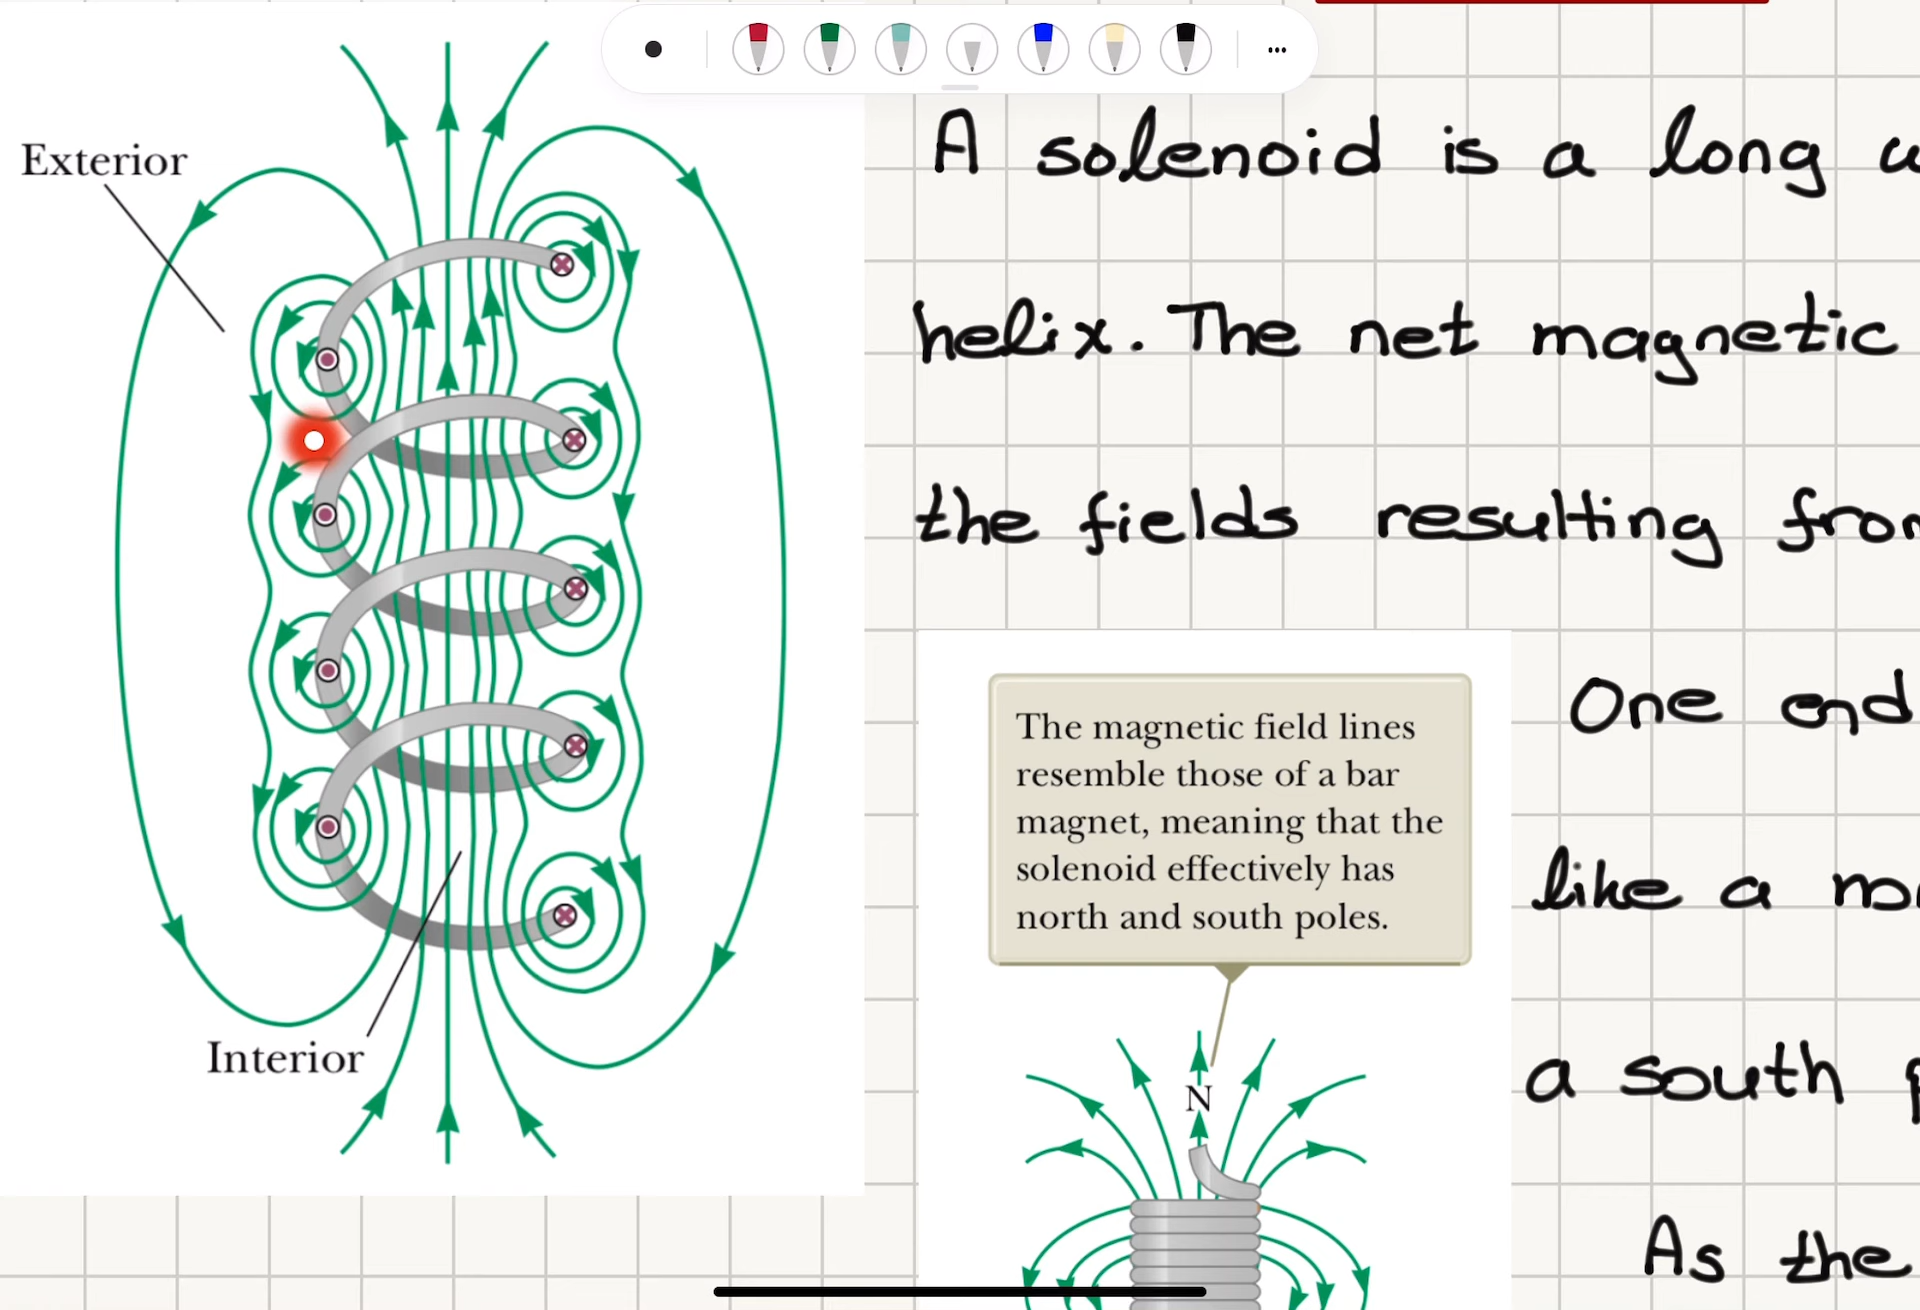 Exterior
Interior
A solenoid is a long
helix. The net magnetic
the fields resulting
One end
like a
a south
As the
The magnetic field lines
resemble those of a bar
magnet, meaning that the
solenoid effectively has
north and south poles.
N